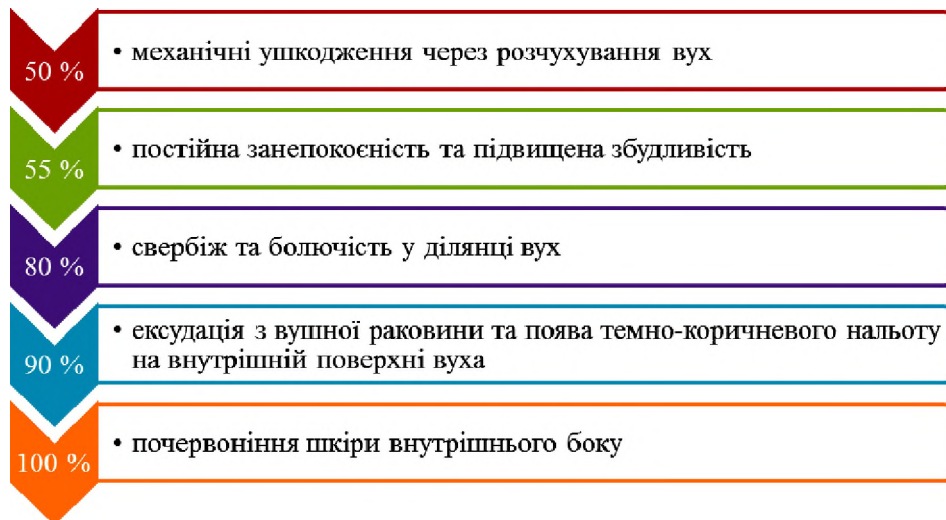 50 %
• механічні ушкодження через розчухування вух
55 %
• постійна занепокоєність та підвищена збудливість
80 %
• свербіж та болючість у ділянці вух
90 %
• ексудація з вушної раковини та поява темно-коричневого нальоту
на внутрішній поверхні вуха
100 %
• почервоніння шкіри внутрішнього боку